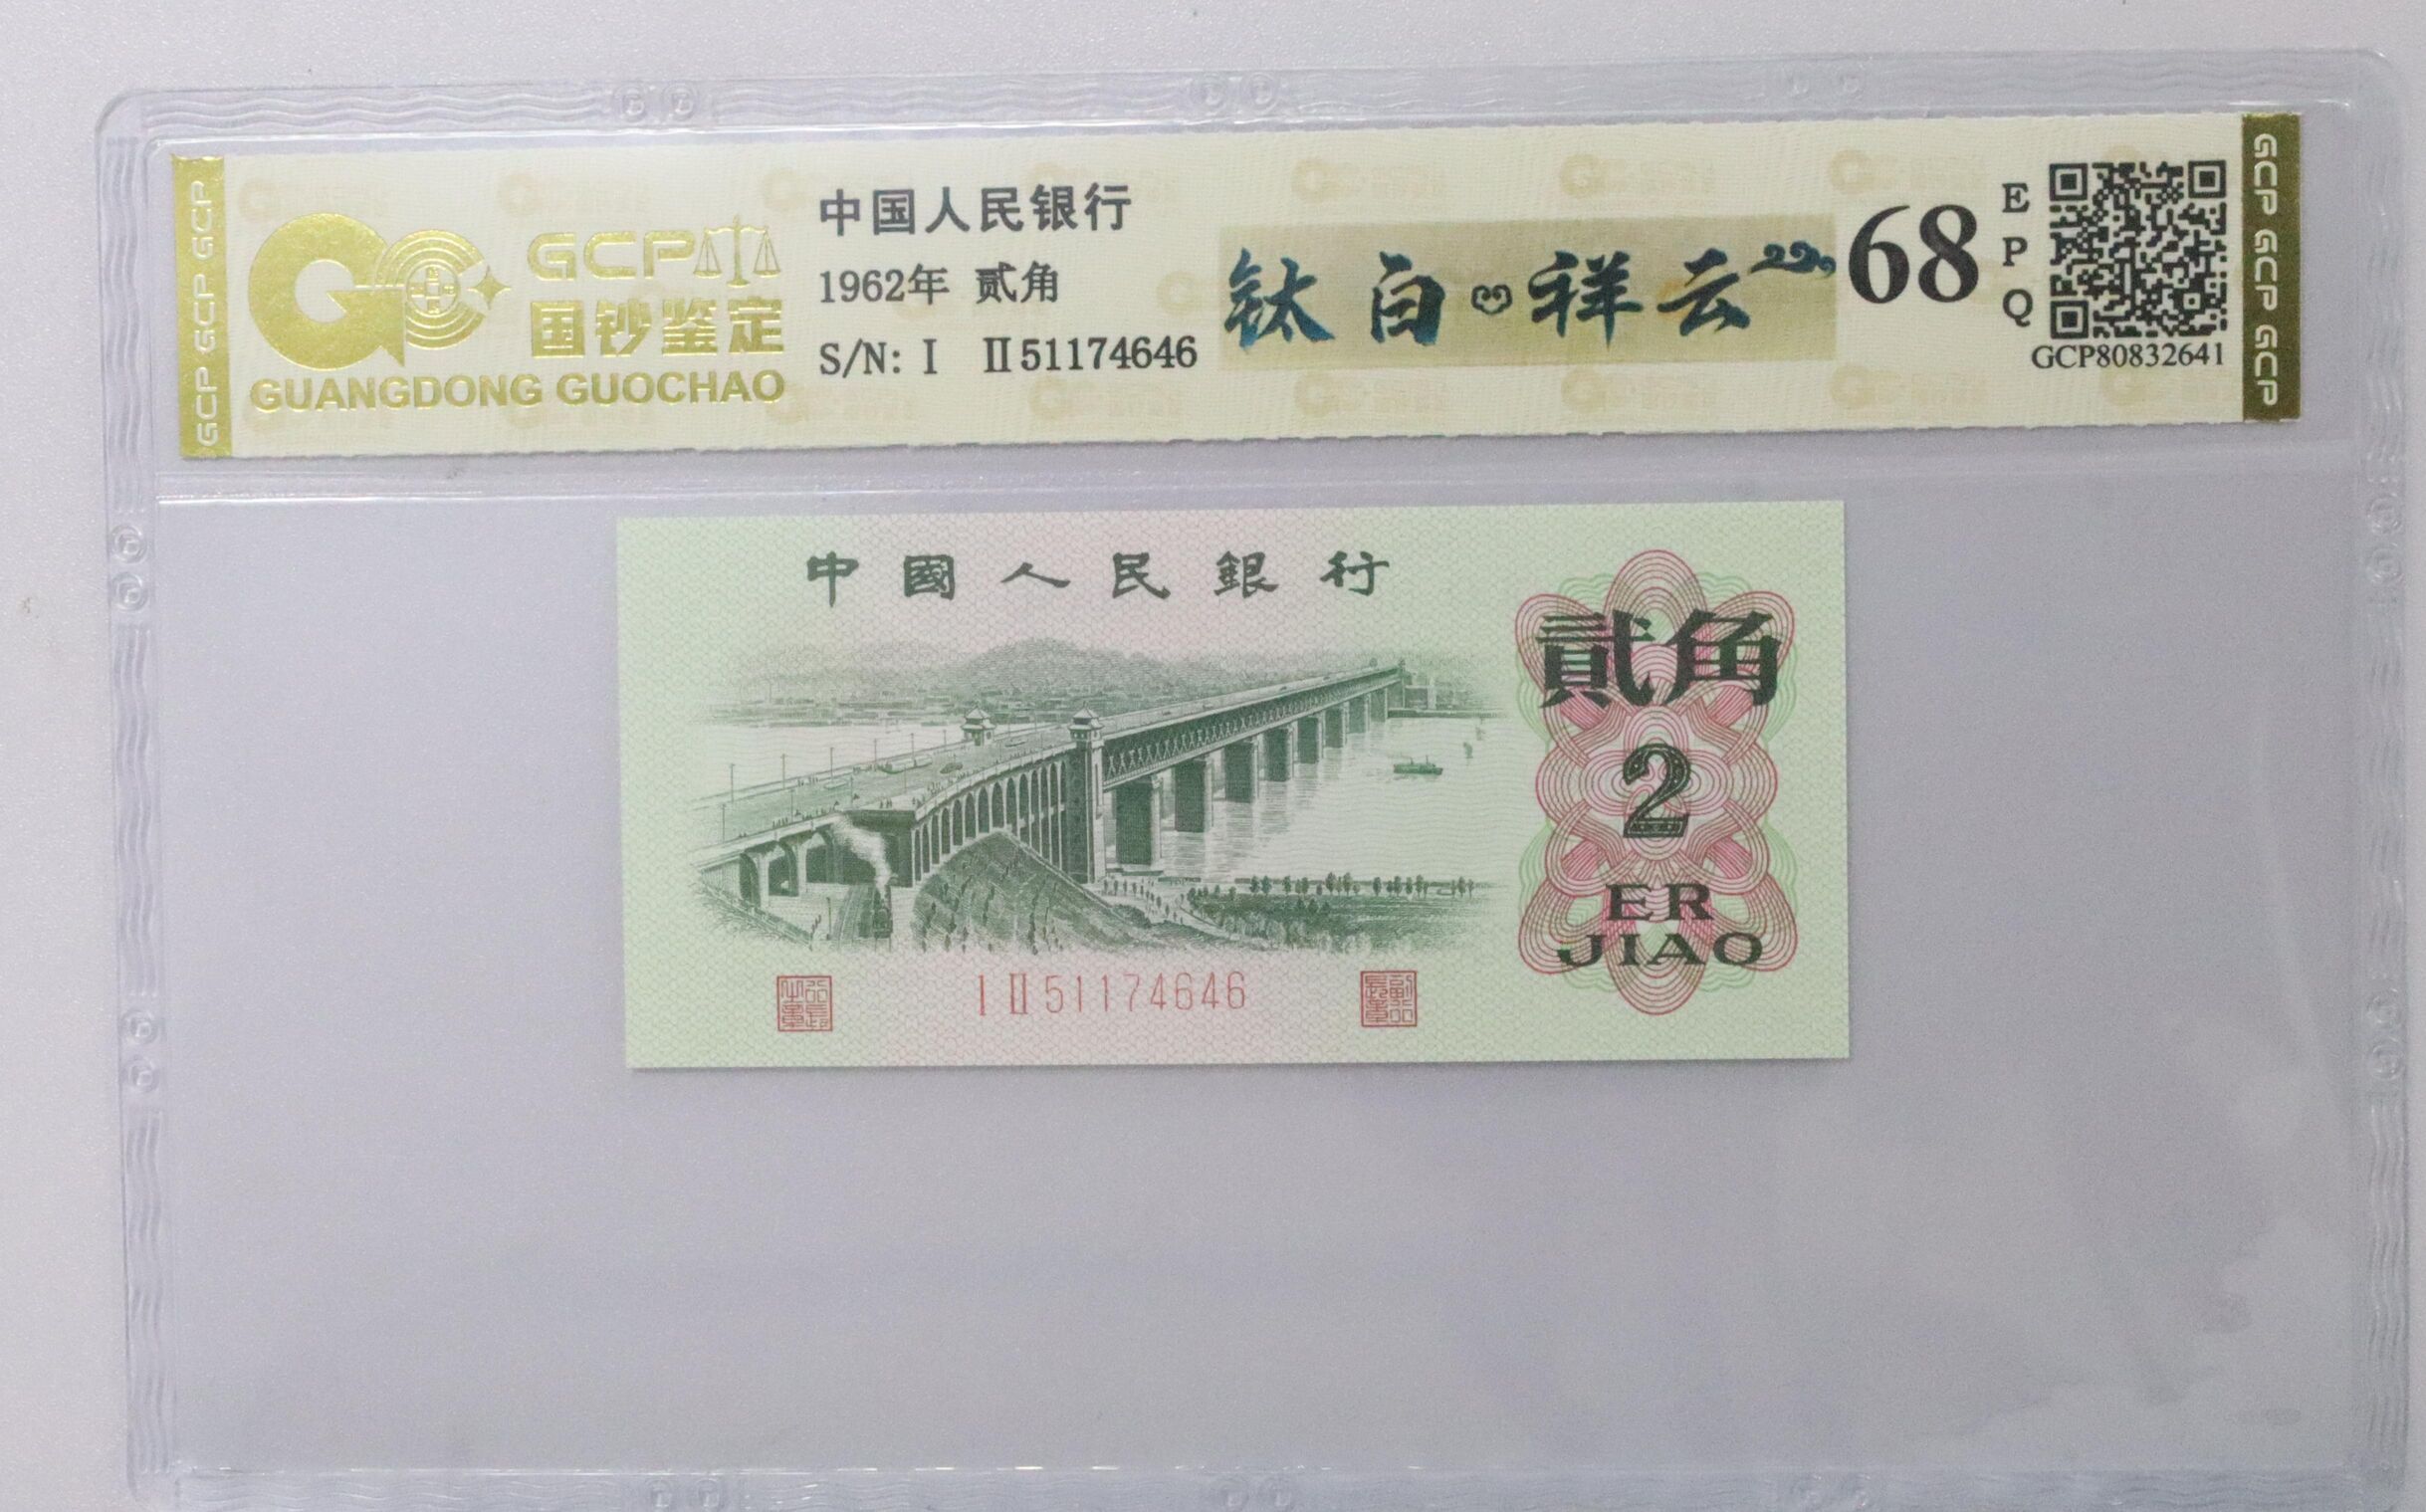 GCP GCP GCP
GCP
国钞鉴定
GUANGDONG GUOCHAO
中国人民银行
1962年 贰角
S/N: I Ⅱ51174646
钛白祥云
68
E
P
Q
GCP80832641
GCP GCP GCP
中國人民銀行
貳角
2
ER
JIAO
I Ⅱ 51174646